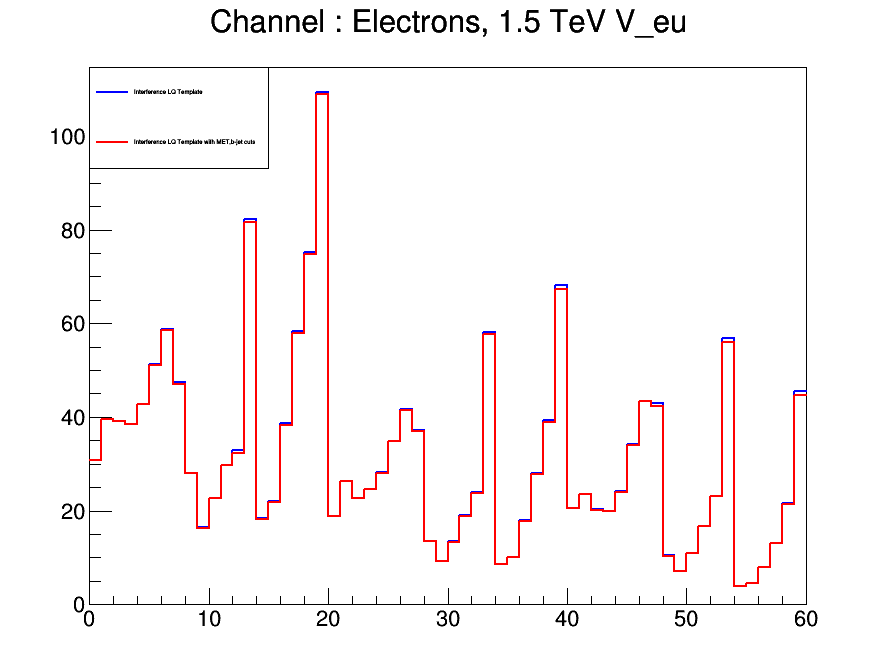 Channel : Electrons, 1.5 TeV V_eu
Interference LQ Template
Interference LQ Template with MET,b-jet cuts
100
80
60
40
20
0
0 10 20 30 40 50 60